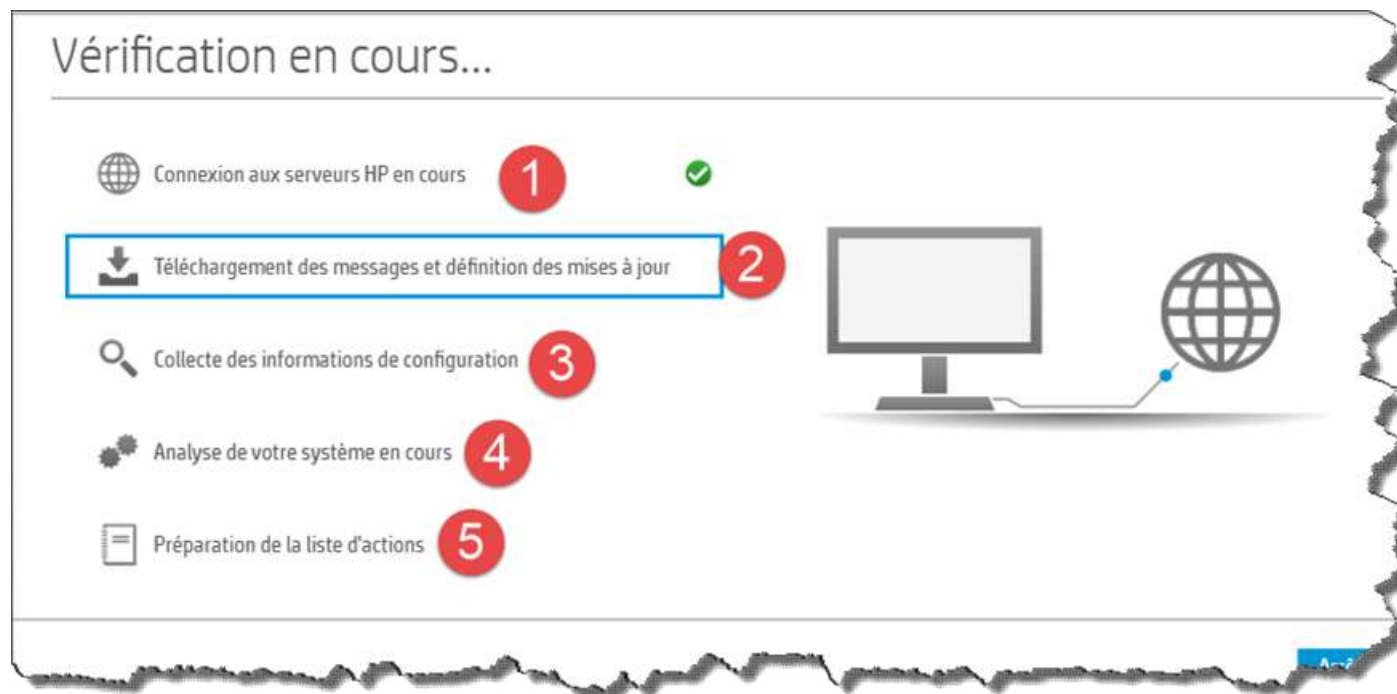 Vérification en cours...
Connexion aux serveurs HP en cours 1
Téléchargement des messages et définition des mises à jour 2
Collecte des informations de configuration 3
Analyse de votre système en cours 4
Préparation de la liste d'actions 5